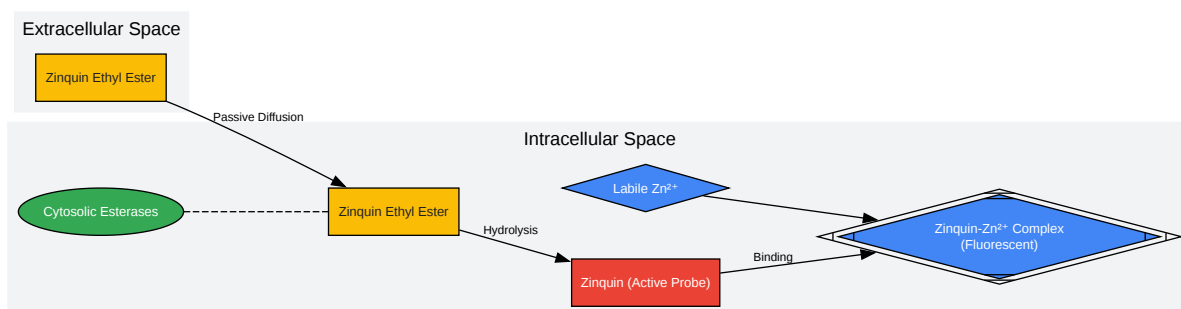 Extracellular Space
Zinquin Ethyl Ester
Passive Diffusion
Intracellular Space
Cytosolic Esterases
Zinquin Ethyl Ester
Labile Zn²⁺
Hydrolysis
Zinquin (Active Probe)
Binding
Zinquin-Zn²⁺ Complex
(Fluorescent)